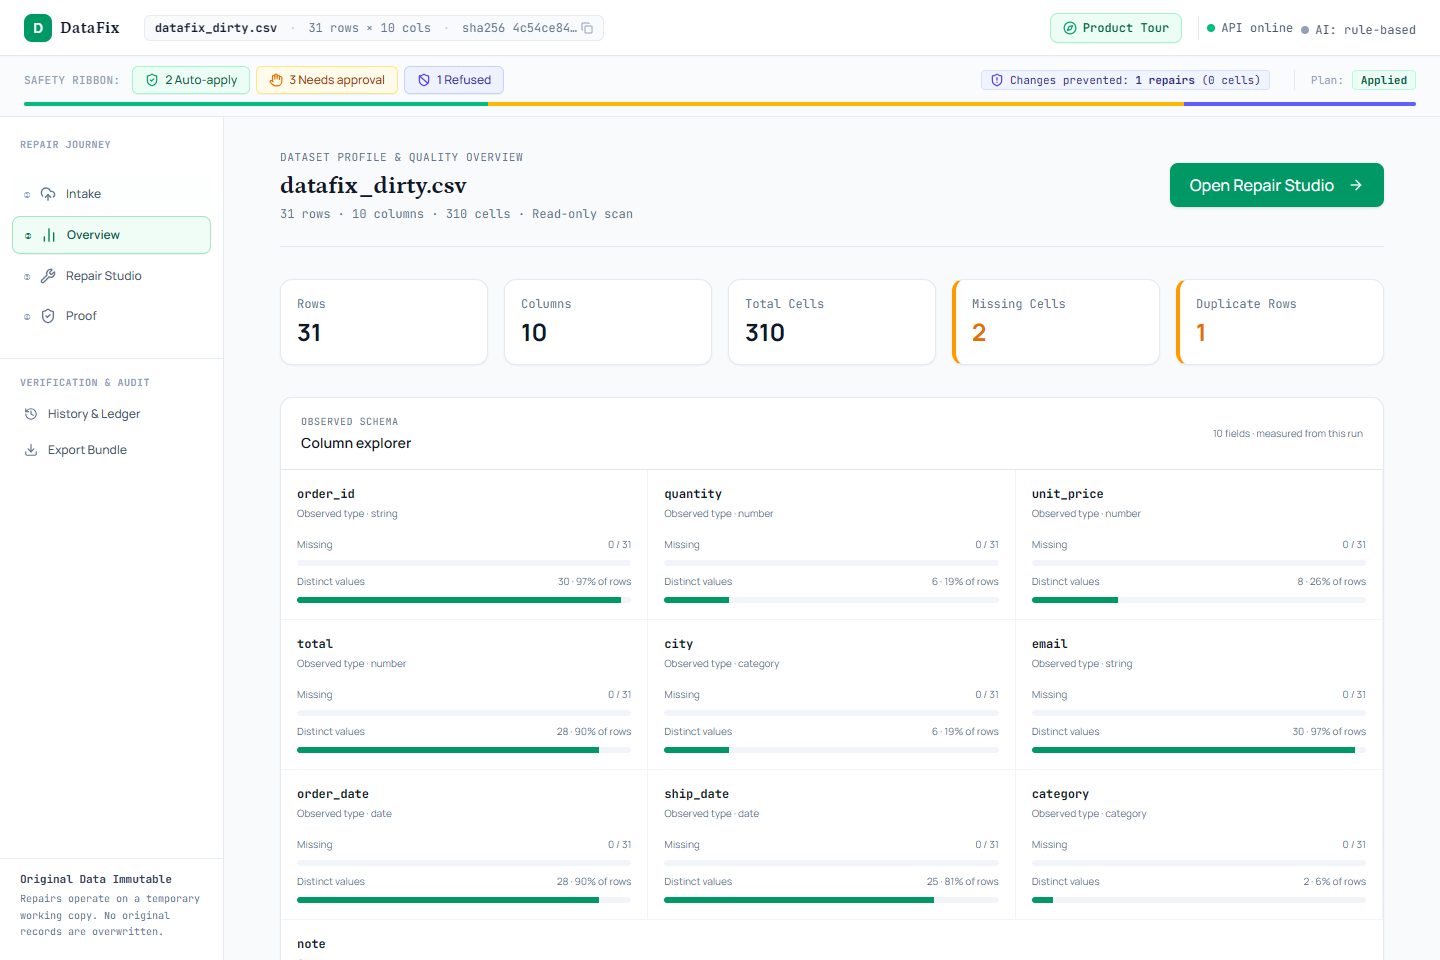 D DataFix
datafix_dirty.csv · 31 rows × 10 cols · sha256 4c54ce84…
Product Tour
API online
AI: rule-based
SAFETY RIBBON:
2 Auto-apply
3 Needs approval
1 Refused
Changes prevented: 1 repairs (0 cells)
Plan: Applied
REPAIR JOURNEY
Intake
Overview
Repair Studio
Proof
VERIFICATION & AUDIT
History & Ledger
Export Bundle
Original Data Immutable
Repairs operate on a temporary
working copy. No original
records are overwritten.
DATASET PROFILE & QUALITY OVERVIEW
datafix_dirty.csv
31 rows · 10 columns · 310 cells · Read-only scan
Open Repair Studio
Rows
31
Columns
10
Total Cells
310
Missing Cells
2
Duplicate Rows
1
OBSERVED SCHEMA
Column explorer
10 fields · measured from this run
order_id
Observed type · string
Missing 0 / 31
Distinct values 30 · 97% of rows
quantity
Observed type · number
Missing 0 / 31
Distinct values 6 · 19% of rows
unit_price
Observed type · number
Missing 0 / 31
Distinct values 8 · 26% of rows
total
Observed type · number
Missing 0 / 31
Distinct values 28 · 90% of rows
city
Observed type · category
Missing 0 / 31
Distinct values 6 · 19% of rows
email
Observed type · string
Missing 0 / 31
Distinct values 30 · 97% of rows
order_date
Observed type · date
Missing 0 / 31
Distinct values 28 · 90% of rows
ship_date
Observed type · date
Missing 0 / 31
Distinct values 25 · 81% of rows
category
Observed type · category
Missing 0 / 31
Distinct values 2 · 6% of rows
note